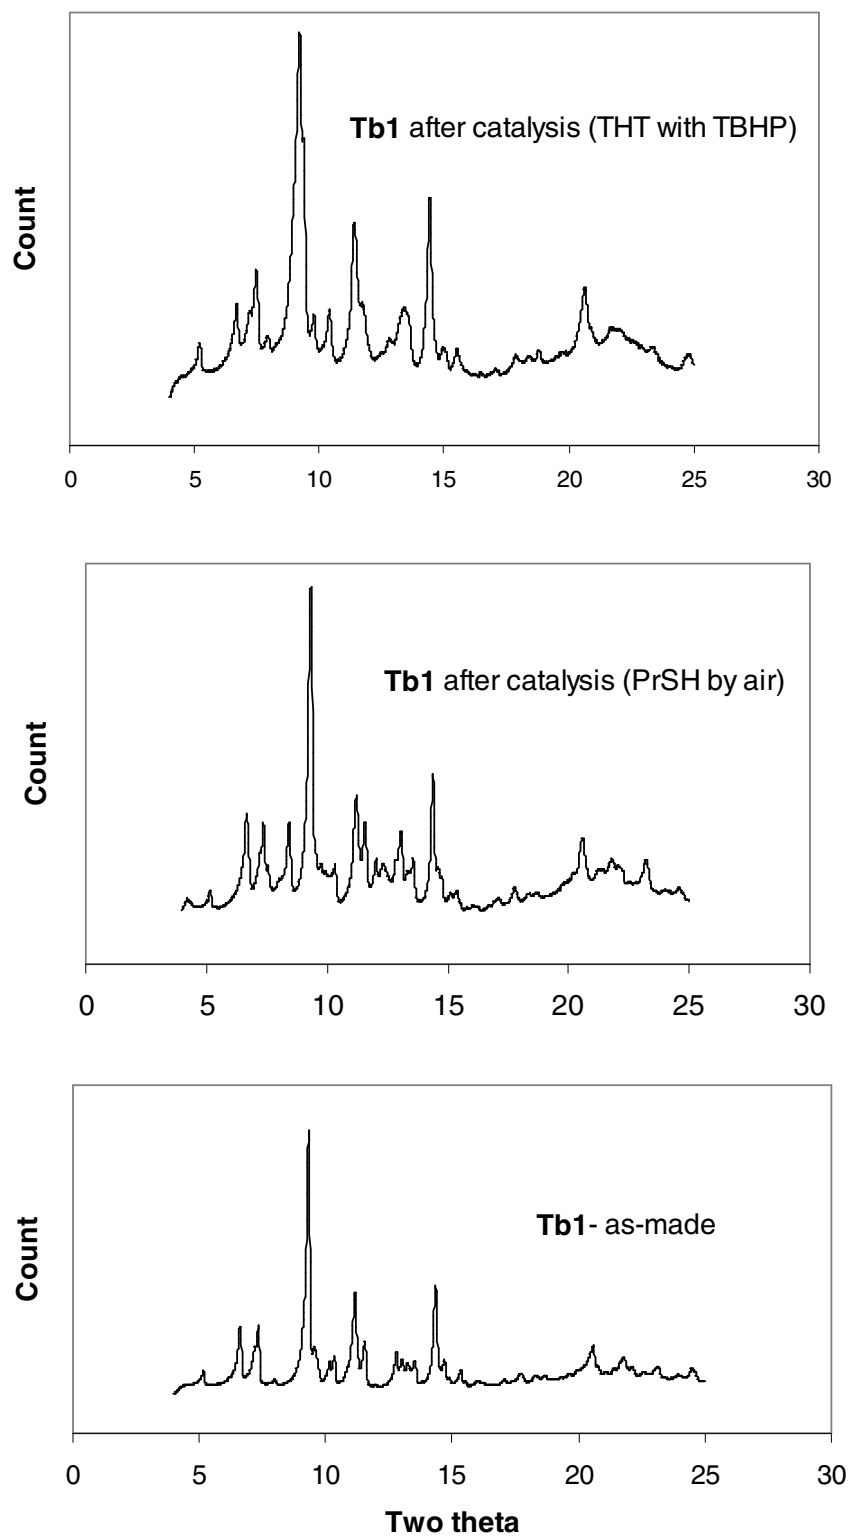 Tb1 after catalysis (THT with TBHP)
Count
0 5 10 15 20 25 30
Tb1 after catalysis (PrSH by air)
Count
0 5 10 15 20 25 30
Tb1- as-made
Count
0 5 10 15 20 25 30
Two theta